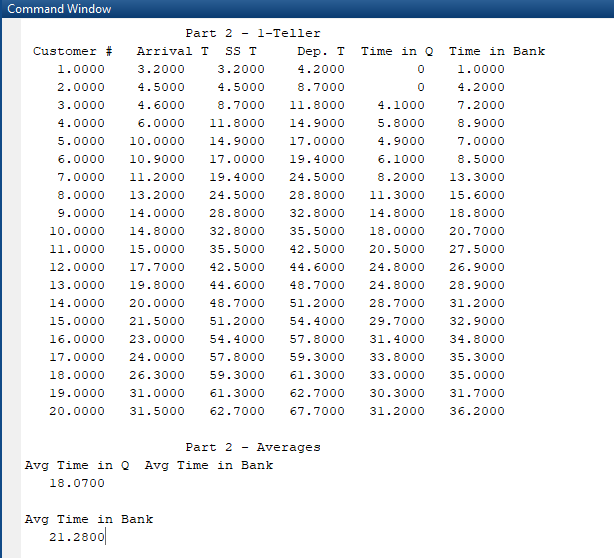 Command Window
Part 2 - 1-Teller
Customer # Arrival T SS T Dep. T Time in Q Time in Bank
1.0000 3.2000 3.2000 4.2000 0 1.0000
2.0000 4.5000 4.5000 8.7000 0 4.2000
3.0000 4.6000 8.7000 11.8000 4.1000 7.2000
4.0000 6.0000 11.8000 14.9000 5.8000 8.9000
5.0000 10.0000 14.9000 17.0000 4.9000 7.0000
6.0000 10.9000 17.0000 19.4000 6.1000 8.5000
7.0000 11.2000 19.4000 24.5000 8.2000 13.3000
8.0000 13.2000 24.5000 28.8000 11.3000 15.6000
9.0000 14.0000 28.8000 32.8000 14.8000 18.8000
10.0000 14.8000 32.8000 35.5000 18.0000 20.7000
11.0000 15.0000 35.5000 42.5000 20.5000 27.5000
12.0000 17.7000 42.5000 44.6000 24.8000 26.9000
13.0000 19.8000 44.6000 48.7000 24.8000 28.9000
14.0000 20.0000 48.7000 51.2000 28.7000 31.2000
15.0000 21.5000 51.2000 54.4000 29.7000 32.9000
16.0000 23.0000 54.4000 57.8000 31.4000 34.8000
17.0000 24.0000 57.8000 59.3000 33.8000 35.3000
18.0000 26.3000 59.3000 61.3000 33.0000 35.0000
19.0000 31.0000 61.3000 62.7000 30.3000 31.7000
20.0000 31.5000 62.7000 67.7000 31.2000 36.2000
Part 2 - Averages
Avg Time in Q Avg Time in Bank
18.0700
Avg Time in Bank
21.2800